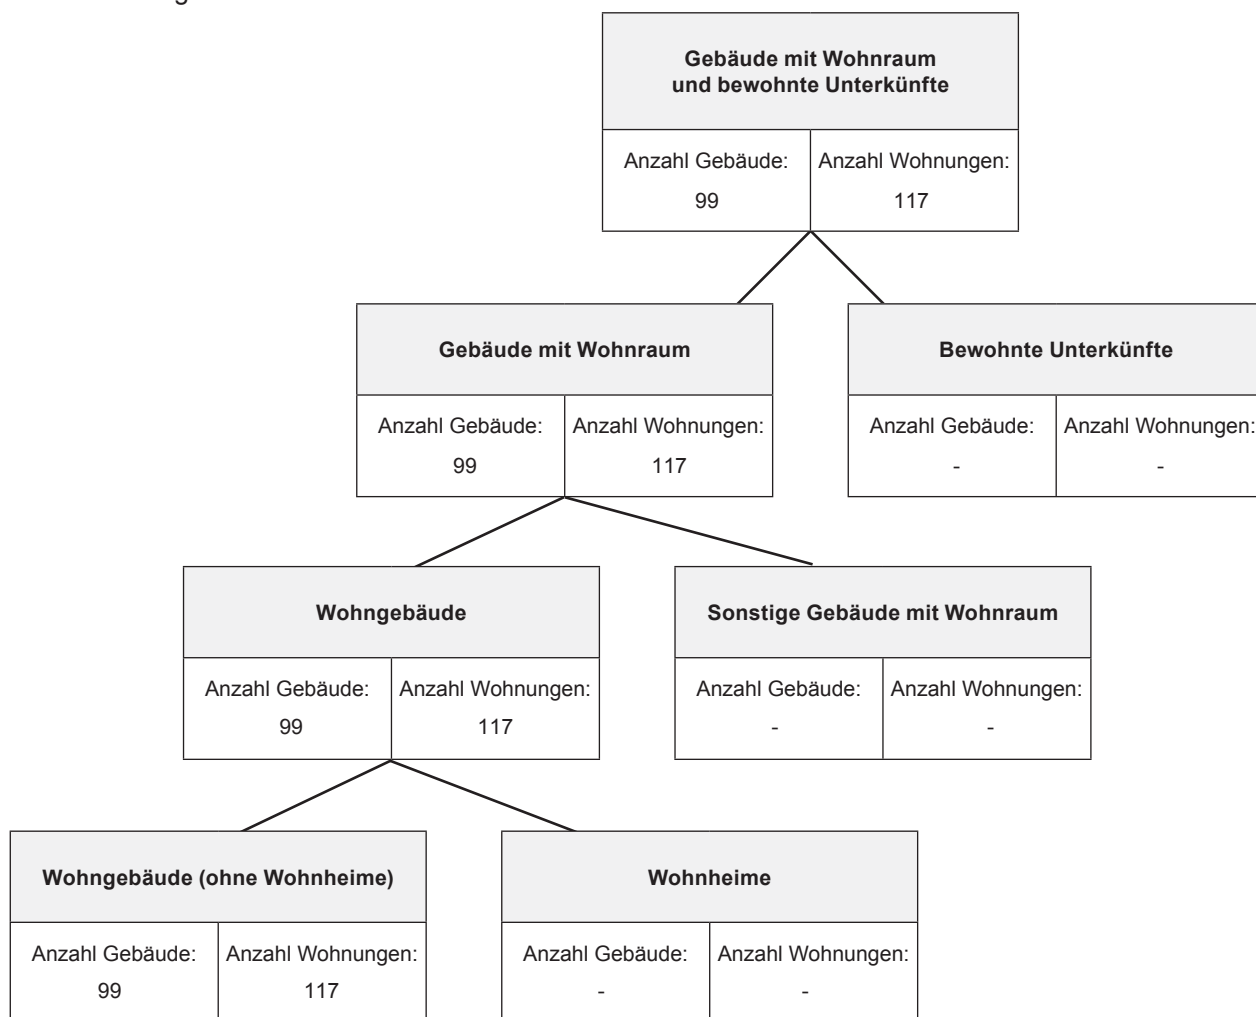 Gebäude mit Wohnraum
und bewohnte Unterkünfte
Anzahl Gebäude: Anzahl Wohnungen:
99 117
Gebäude mit Wohnraum
Bewohnte Unterkünfte
Anzahl Gebäude: Anzahl Wohnungen:
99 117
Anzahl Gebäude: Anzahl Wohnungen:
- -
Wohngebäude
Sonstige Gebäude mit Wohnraum
Anzahl Gebäude: Anzahl Wohnungen:
99 117
Anzahl Gebäude: Anzahl Wohnungen:
- -
Wohngebäude (ohne Wohnheime)
Wohnheime
Anzahl Gebäude: Anzahl Wohnungen:
99 117
Anzahl Gebäude: Anzahl Wohnungen:
- -